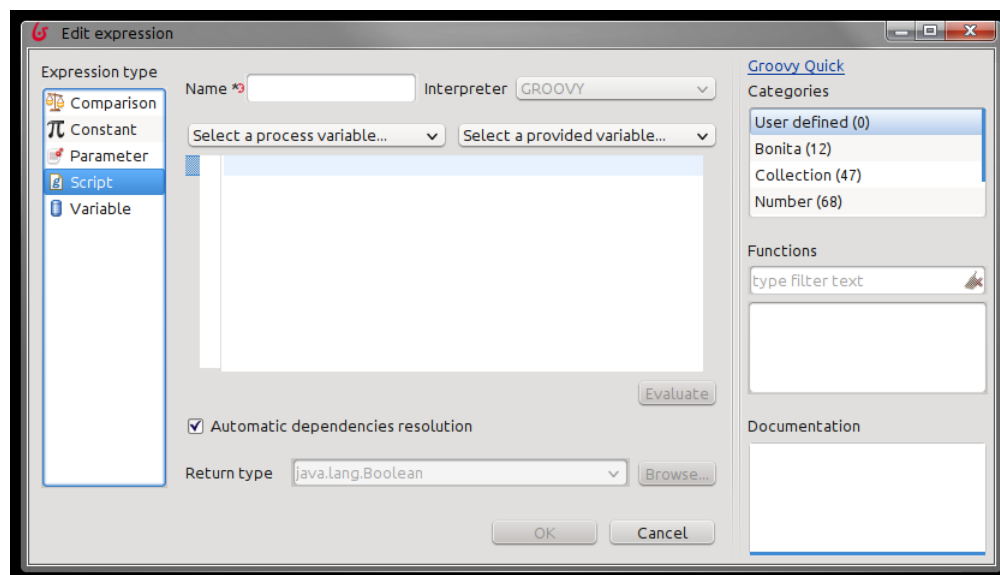 Edit expression
Expression type
Comparison
Constant
Parameter
Script
Variable
Name *
Interpreter GROOVY
Select a process variable... Select a provided variable...
Evaluate
Automatic dependencies resolution
Return type java.lang.Boolean Browse...
OK Cancel
Groovy Quick
Categories
User defined (0)
Bonita (12)
Collection (47)
Number (68)
Functions
type filter text
Documentation